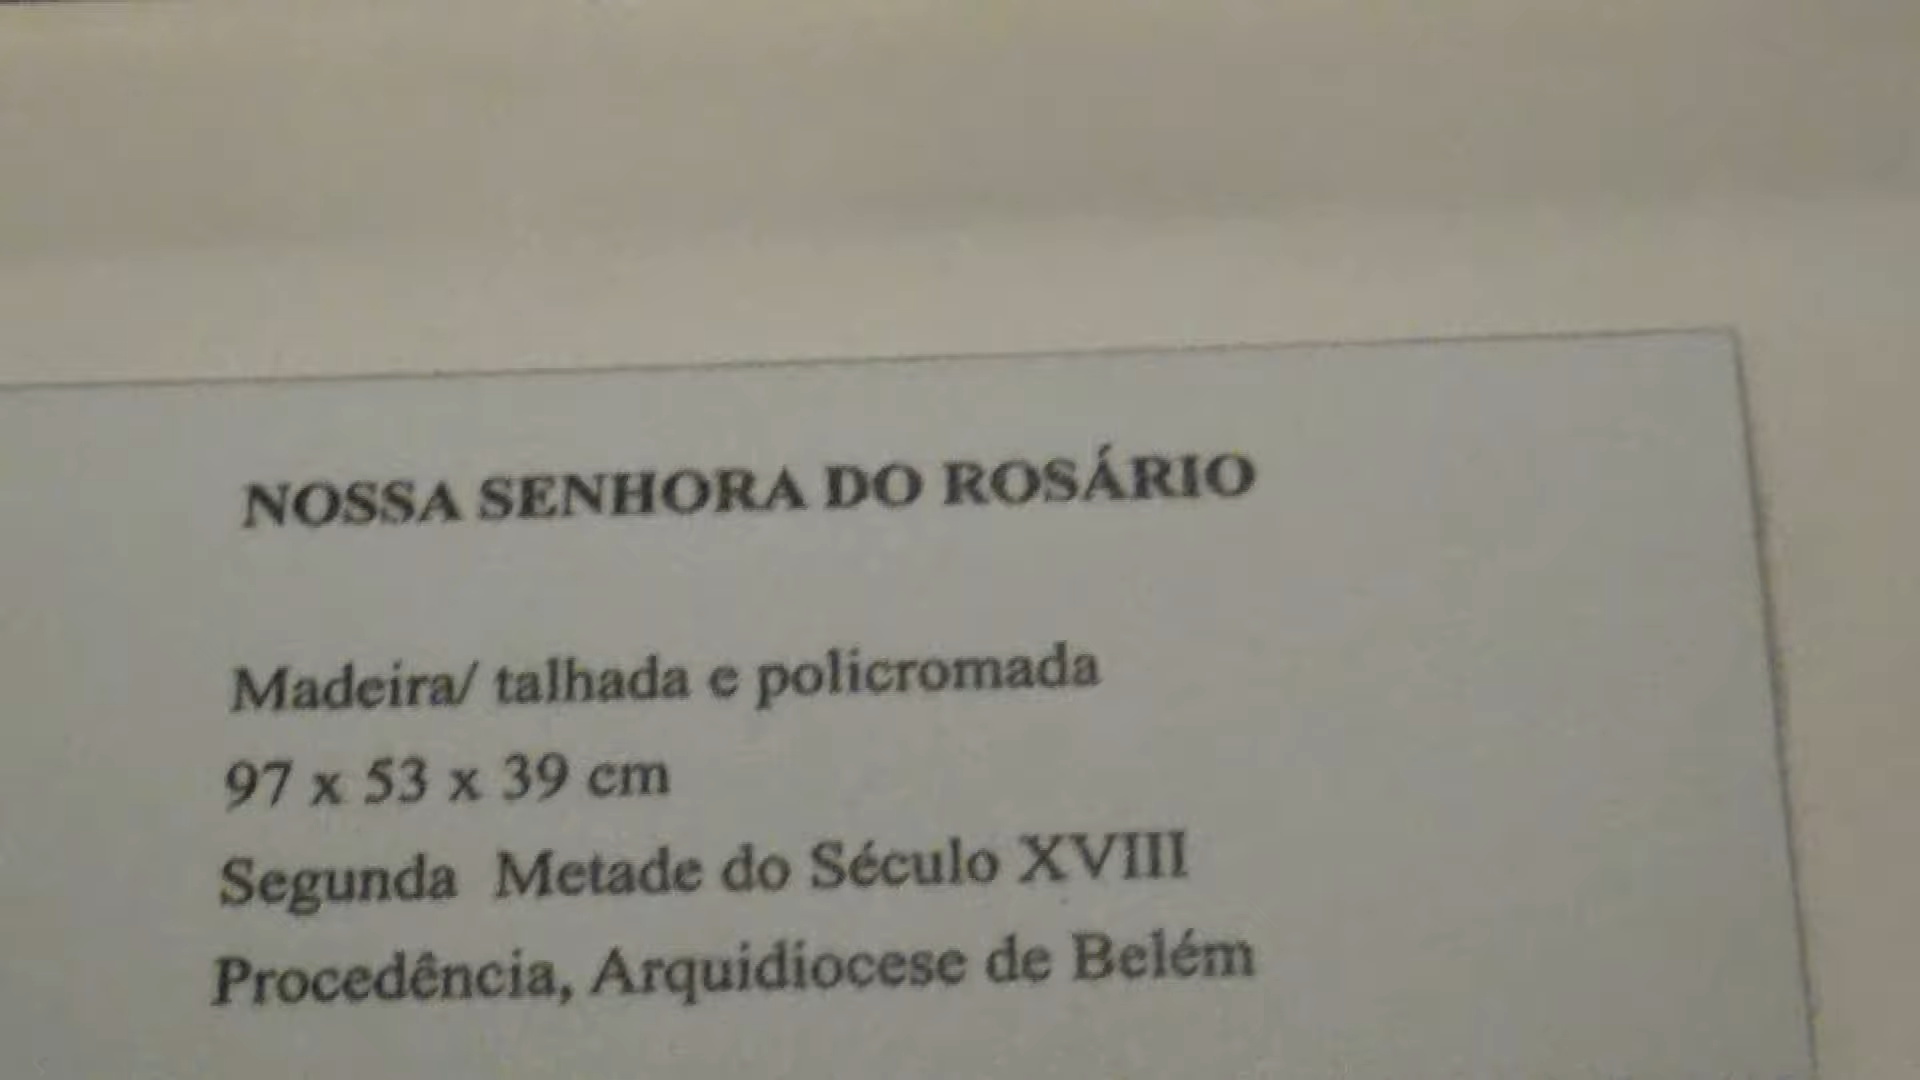 NOSSA SENHORA DO ROSÁRIO
Madeira/ talhada e policromada
97 x 53 x 39 cm
Segunda Metade do Século XVIII
Procedência, Arquidiocese de Belém